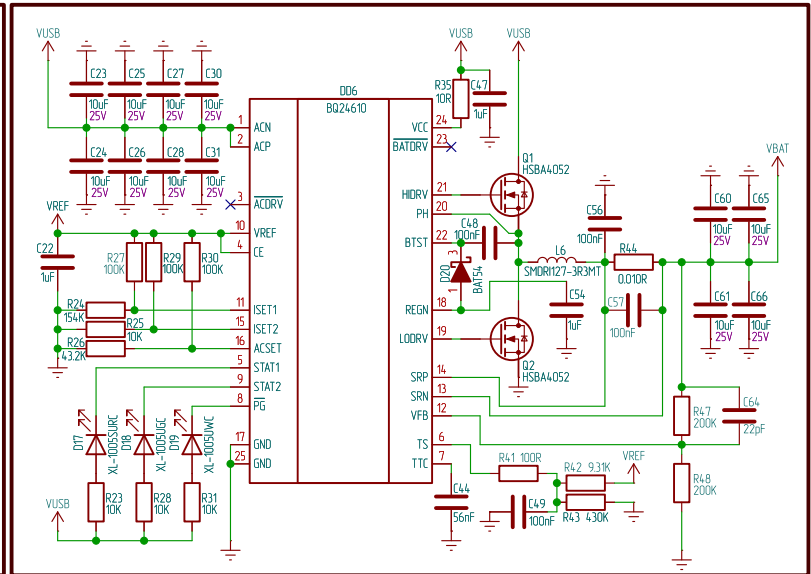 VUSB
C23
10uF
25V
C25
10uF
25V
C27
10uF
25V
C30
10uF
25V
C24
10uF
25V
C26
10uF
25V
C28
10uF
25V
C31
10uF
25V
DD6
BQ24610
1 ACN
2 ACP
3 ACDRV
10 VREF
4 CE
11 ISET1
15 ISET2
16 ACSET
5 STAT1
9 STAT2
8 PG
17 GND
25 GND
VCC 24
BATDRV 23
HIDRV 21
PH 20
BTST 22
REGN 18
LODRV 19
SRP 14
SRN 13
VFB 12
TS 6
TTC 7
VREF
C22
1uF
R27
100K
R29
100K
R30
100K
R24
154K
R25
10K
R26
43.2K
D17
XL-1005SURC
D18
XL-1005UGC
D19
XL-1005UWC
R23
10K
R28
10K
R31
10K
VUSB
VUSB
VUSB
R35
10R
C47
1uF
Q1
HSBA4052
C48
100nF
D20
3
1
BAT54
L6
SMDRI127-3R3MT
C56
100nF
R44
0.010R
C57
100nF
C54
1uF
Q2
HSBA4052
VBAT
C60
10uF
25V
C65
10uF
25V
C61
10uF
25V
C66
10uF
25V
R47
200K
C64
22pF
R48
200K
R41 100R
R42 9.31K
VREF
C49
100nF
R43 430K
C44
56nF